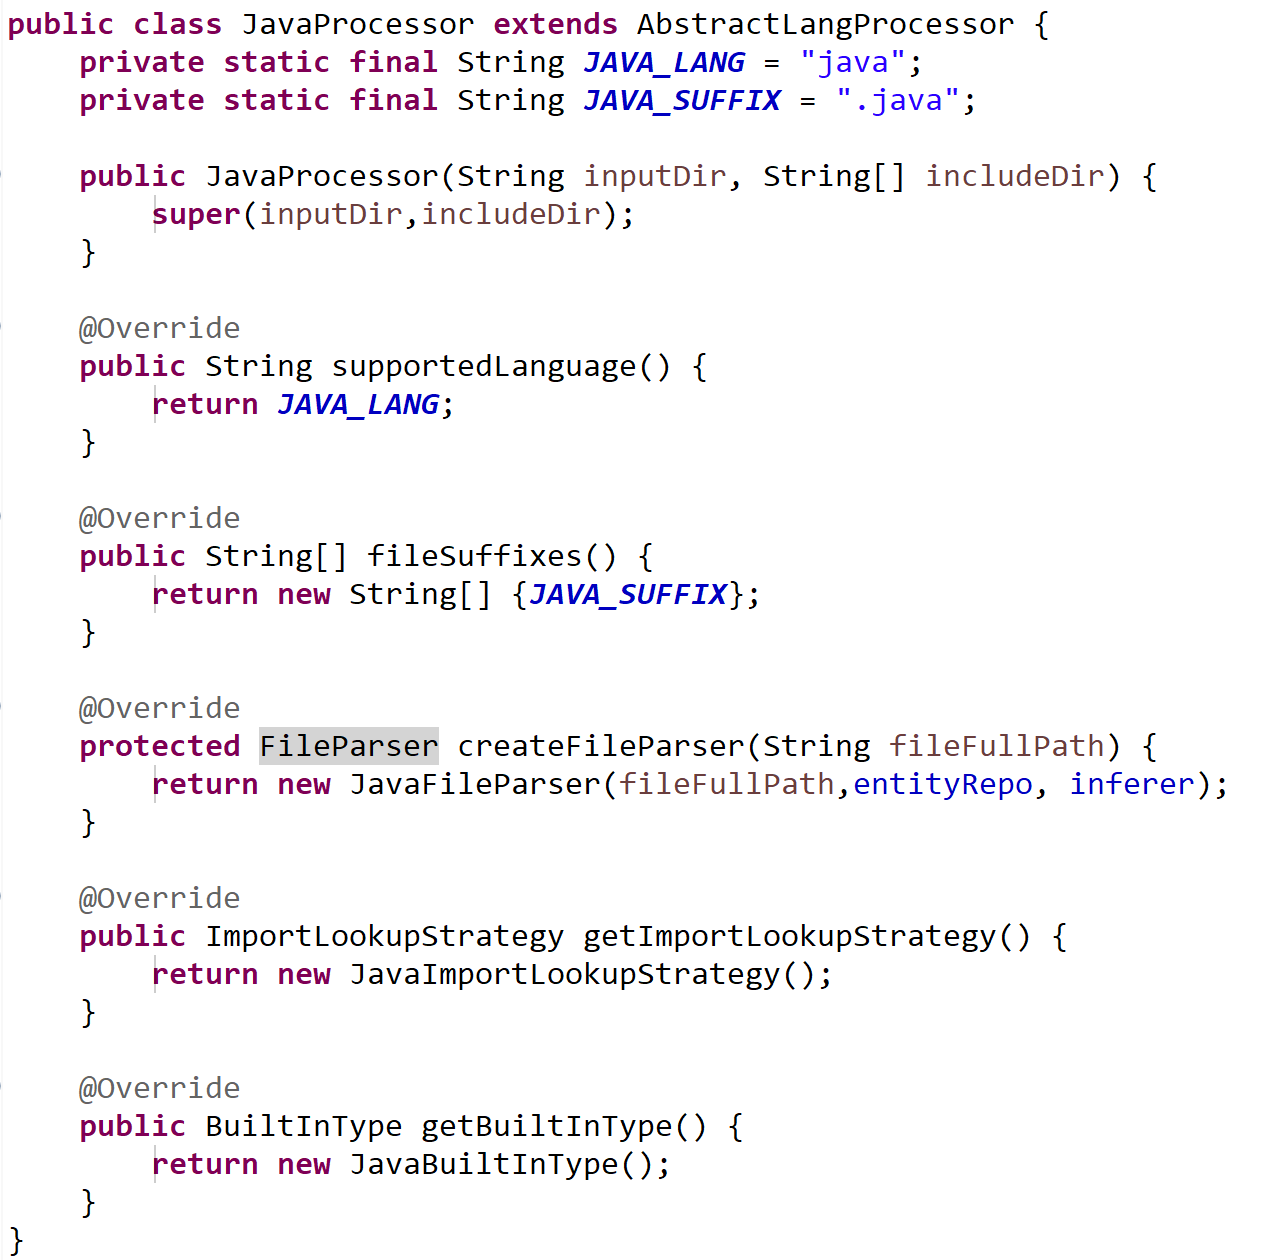 public class JavaProcessor extends AbstractLangProcessor {
    private static final String JAVA_LANG = "java";
    private static final String JAVA_SUFFIX = ".java";

    public JavaProcessor(String inputDir, String[] includeDir) {
        super(inputDir,includeDir);
    }

    @Override
    public String supportedLanguage() {
        return JAVA_LANG;
    }

    @Override
    public String[] fileSuffixes() {
        return new String[] {JAVA_SUFFIX};
    }

    @Override
    protected FileParser createFileParser(String fileFullPath) {
        return new JavaFileParser(fileFullPath,entityRepo, inferer);
    }

    @Override
    public ImportLookupStrategy getImportLookupStrategy() {
        return new JavaImportLookupStrategy();
    }

    @Override
    public BuiltInType getBuiltInType() {
        return new JavaBuiltInType();
    }
}